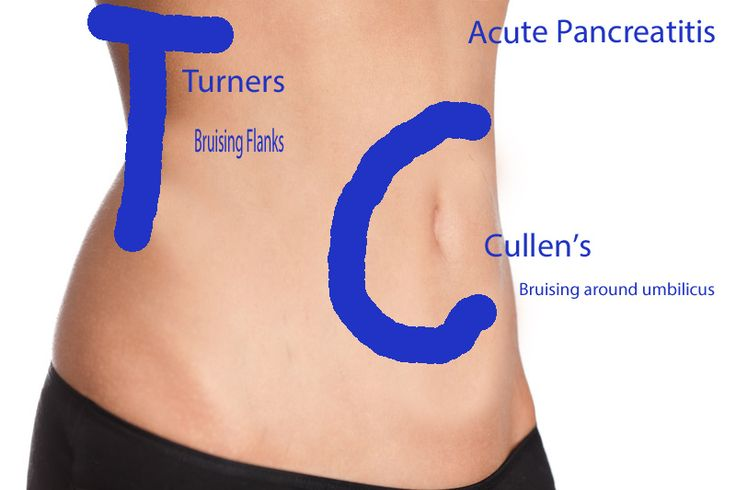 Acute Pancreatitis
T
Turners
Bruising Flanks
C
Cullen's
Bruising around umbilicus